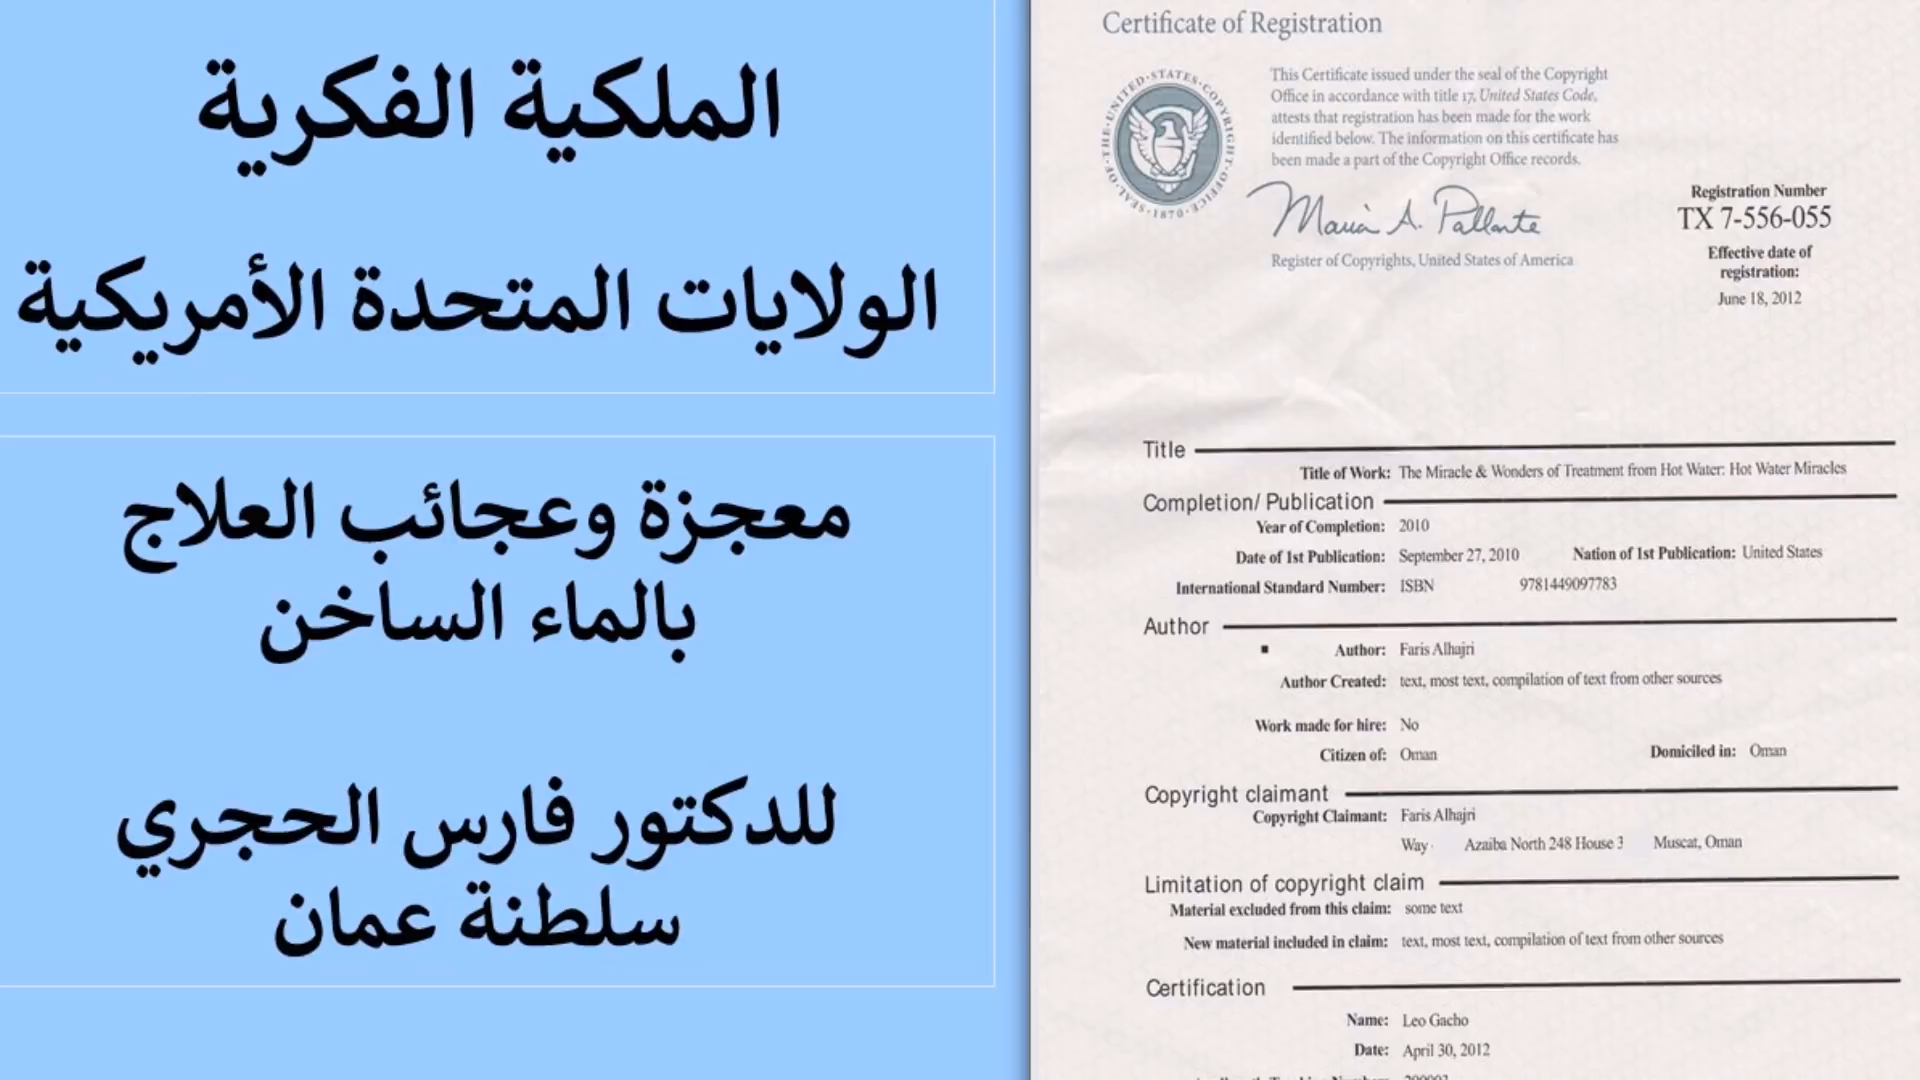 الملكية الفكرية
الولايات المتحدة الأمريكية
معجزة وعجائب العلاج
بالماء الساخن
للدكتور فارس الحجري
سلطنة عمان
Certificate of Registration
This Certificate issued under the seal of the Copyright
Office in accordance with title 17, United States Code,
attests that registration has been made for the work
identified below. The information on this certificate has
been made a part of the Copyright Office records.
THE UNITED STATES COPYRIGHT OFFICE · SEAL OF · 1870
Maria A. Pallante
Register of Copyrights, United States of America
Registration Number
TX 7-556-055
Effective date of
registration:
June 18, 2012
Title
Title of Work: The Miracle & Wonders of Treatment from Hot Water: Hot Water Miracles
Completion/ Publication
Year of Completion: 2010
Date of 1st Publication: September 27, 2010 Nation of 1st Publication: United States
International Standard Number: ISBN 9781449097783
Author
Author: Faris Alhajri
Author Created: text, most text, compilation of text from other sources
Work made for hire: No
Citizen of: Oman Domiciled in: Oman
Copyright claimant
Copyright Claimant: Faris Alhajri
Way Azaiba North 248 House 3 Muscat, Oman
Limitation of copyright claim
Material excluded from this claim: some text
New material included in claim: text, most text, compilation of text from other sources
Certification
Name: Leo Gacho
Date: April 30, 2012